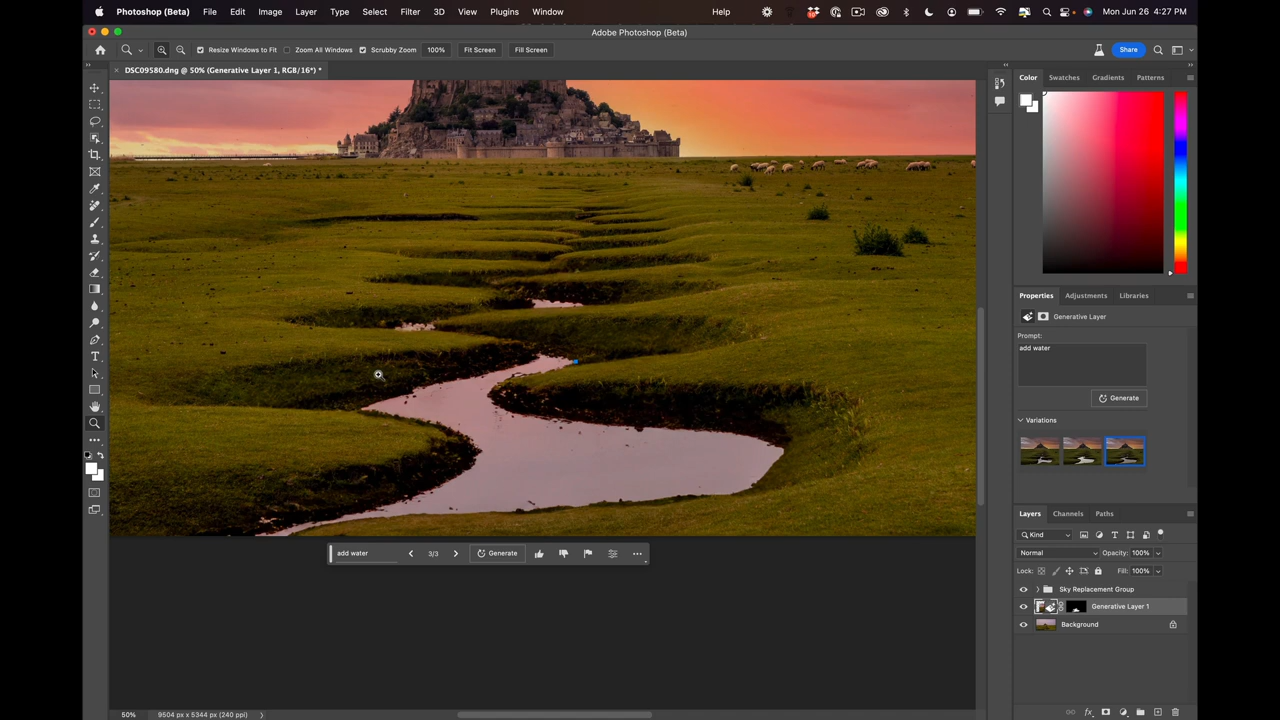 Photoshop (Beta) File Edit Image Layer Type Select Filter 3D View Plugins Window Help Mon Jun 26 4:27 PM
Adobe Photoshop (Beta)
Resize Windows to Fit Zoom All Windows Scrubby Zoom 100% Fit Screen Fill Screen Share
DSC09580.dng @ 50% (Generative Layer 1, RGB/16*) *
Color Swatches Gradients Patterns
Properties Adjustments Libraries
Generative Layer
Prompt:
add water
Generate
Variations
Layers Channels Paths
Kind
Normal Opacity: 100%
Lock: Fill: 100%
Sky Replacement Group
Generative Layer 1
Background
add water 3/3 Generate
50% 9504 px x 5344 px (240 ppi)